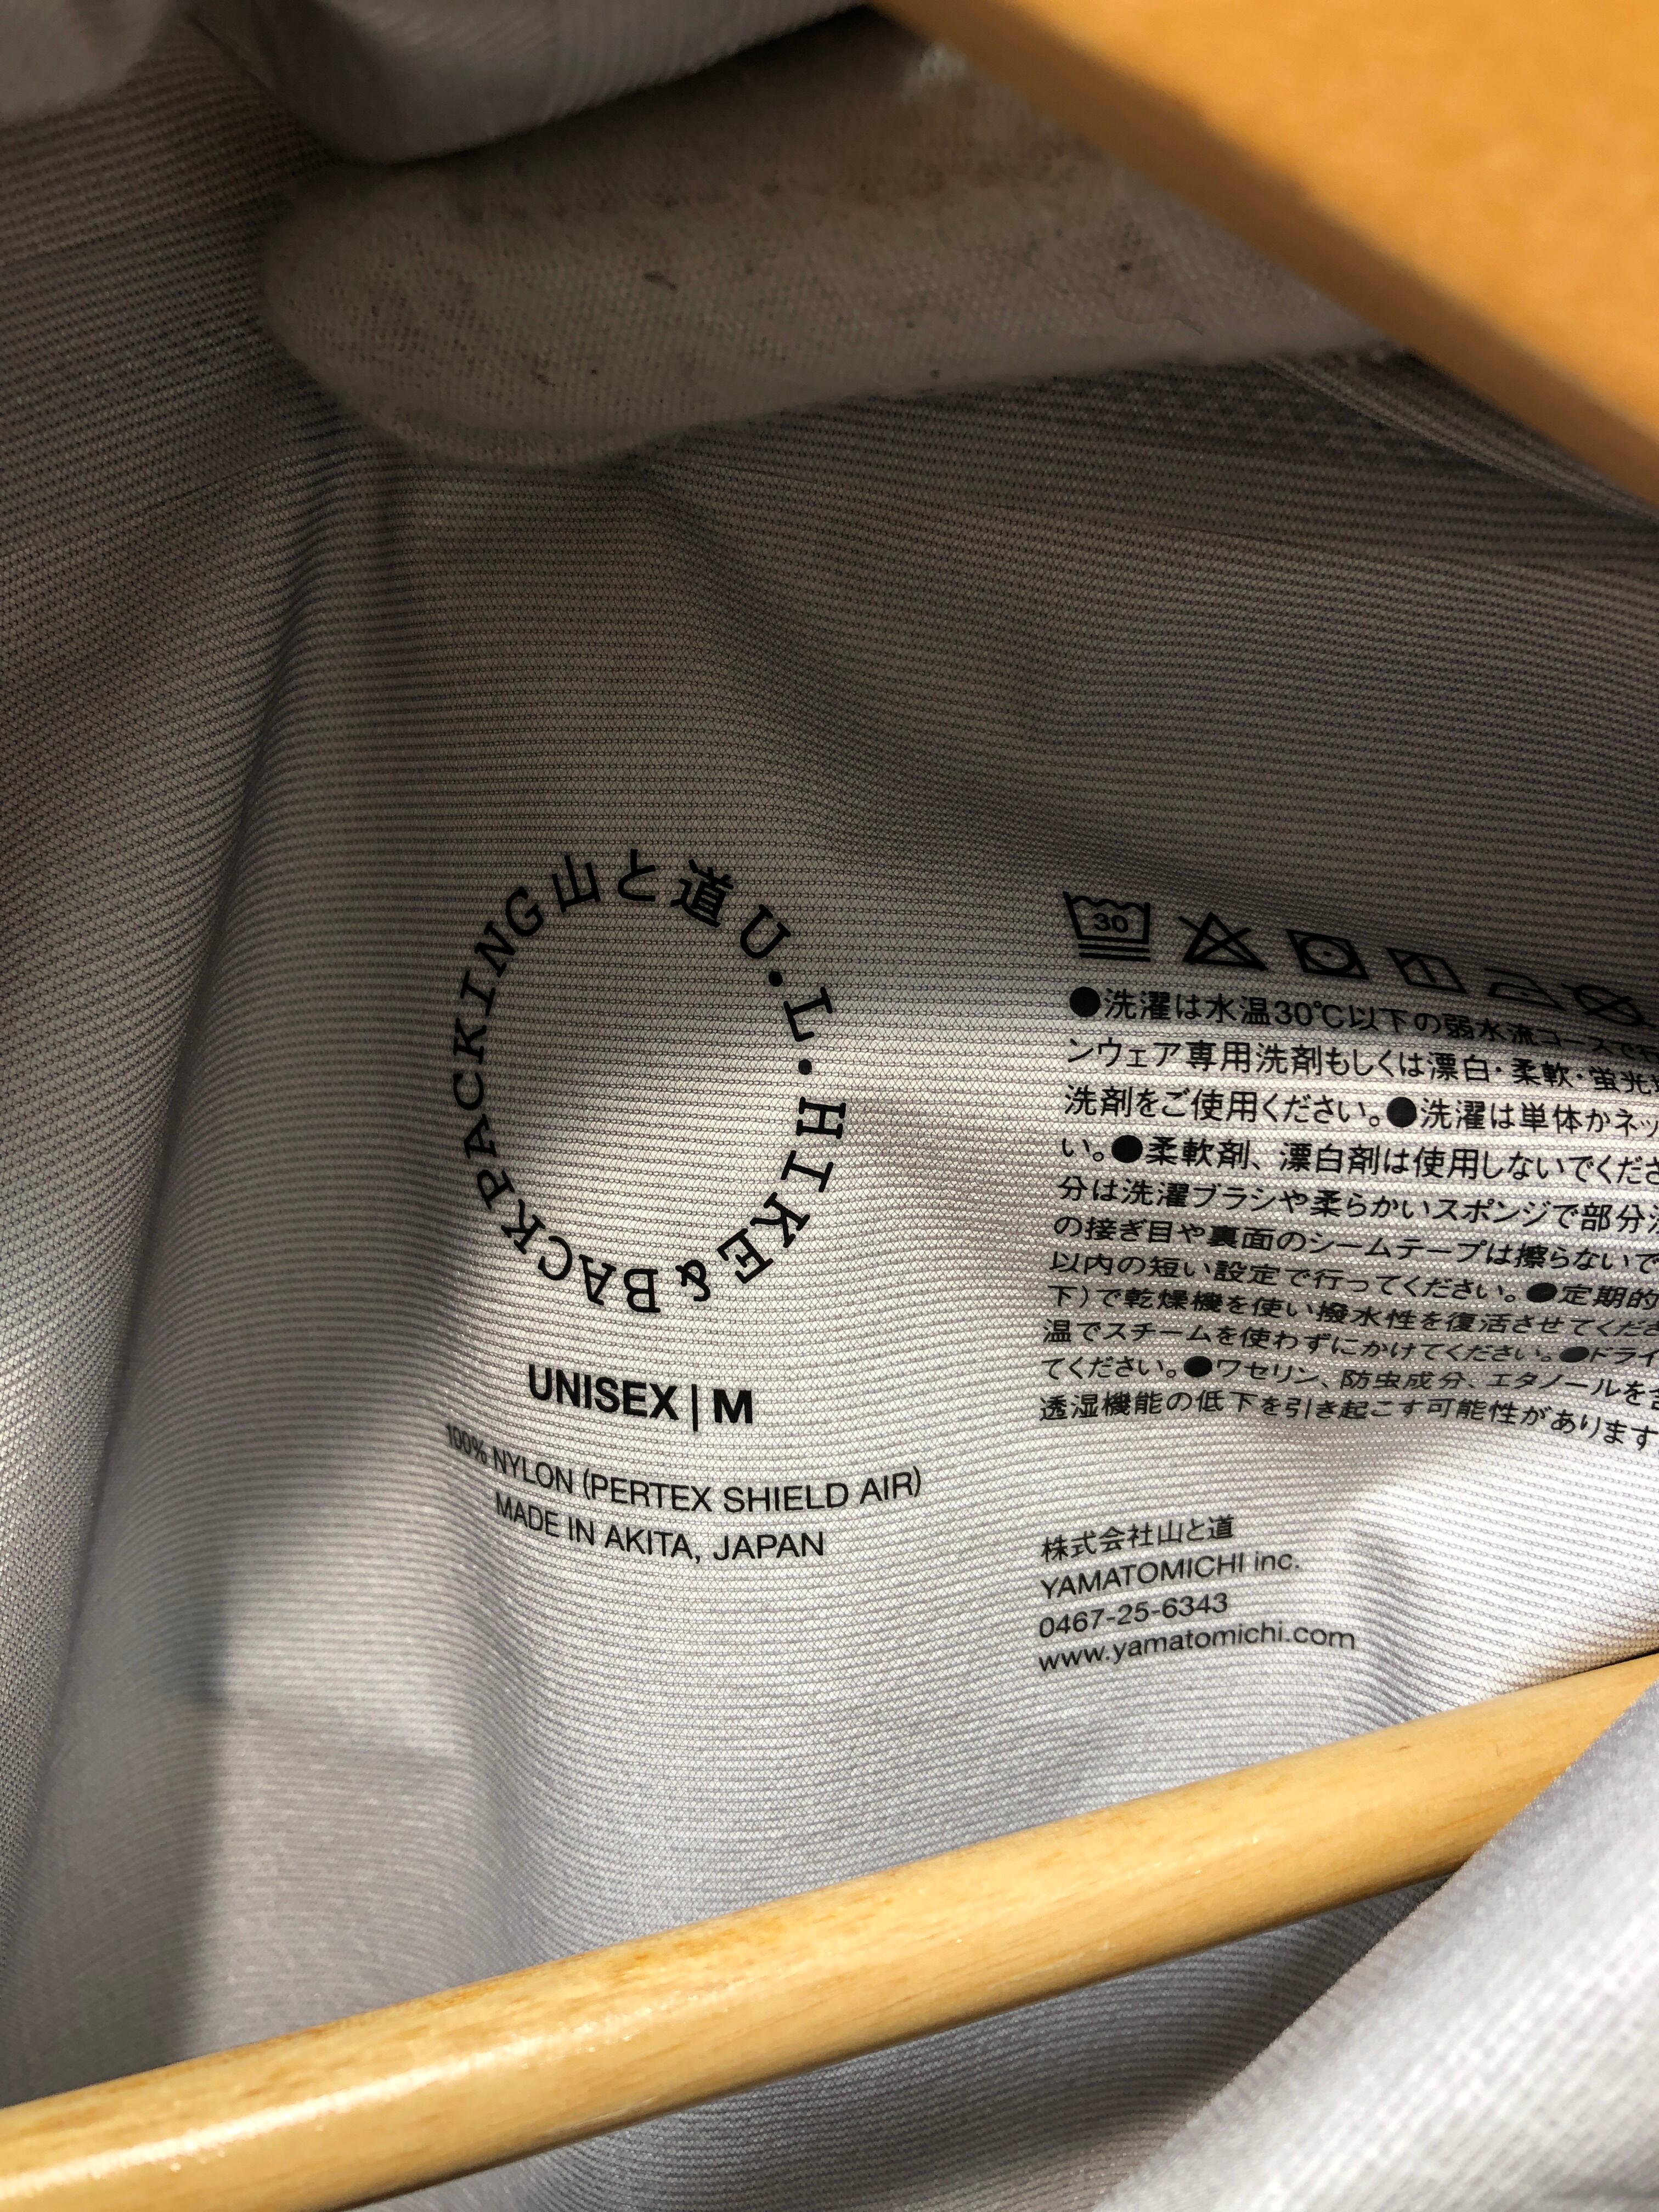 山と道 U.L.HIKE&BACKPACKING
UNISEX | M
100% NYLON (PERTEX SHIELD AIR)
MADE IN AKITA, JAPAN
30
●洗濯は水温30℃以下の弱水流コースで行
ンウェア専用洗剤もしくは漂白・柔軟・蛍光
洗剤をご使用ください。●洗濯は単体かネッ
い。●柔軟剤、漂白剤は使用しないでくださ
分は洗濯ブラシや柔らかいスポンジで部分
の接ぎ目や裏面のシームテープは擦らないで
以内の短い設定で行ってください。●定期的
下)で乾燥機を使い撥水性を復活させてくださ
温でスチームを使わずにかけてください。●ドライ
てください。●ワセリン、防虫成分、エタノールを含
透湿機能の低下を引き起こす可能性があります
株式会社山と道
YAMATOMICHI inc.
0467-25-6343
www.yamatomichi.com